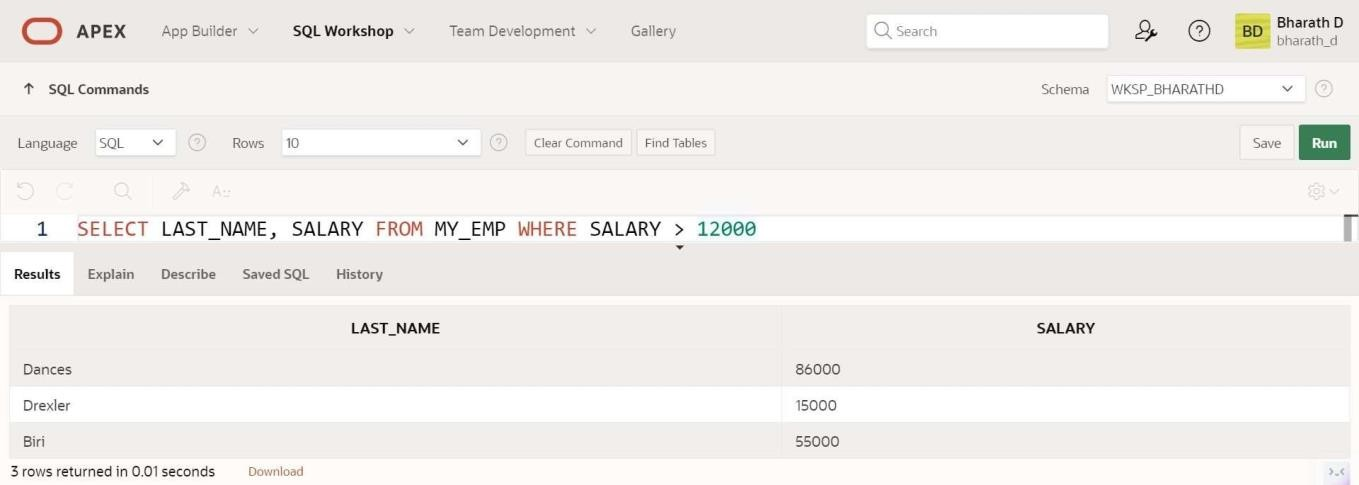 APEX App Builder SQL Workshop Team Development Gallery Search BD Bharath D
bharath_d
↑ SQL Commands Schema WKSP_BHARATHD ?
Language SQL ? Rows 10 ? Clear Command Find Tables Save Run
A::
1 SELECT LAST_NAME, SALARY FROM MY_EMP WHERE SALARY > 12000
Results Explain Describe Saved SQL History
LAST_NAME SALARY
Dances 86000
Drexler 15000
Biri 55000
3 rows returned in 0.01 seconds Download